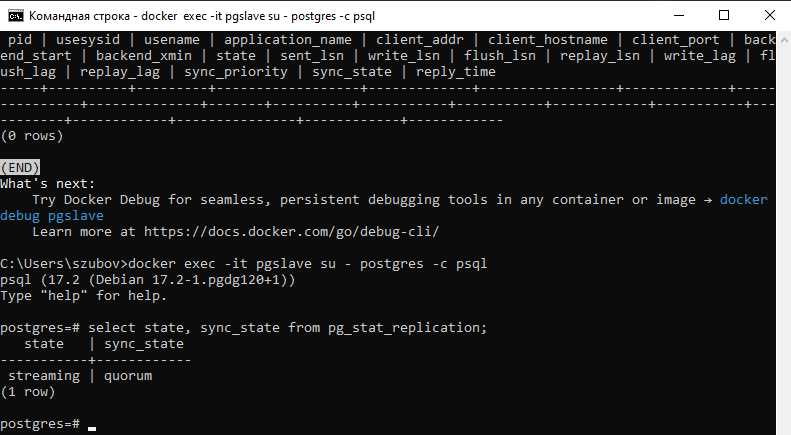 Командная строка - docker exec -it pgslave su - postgres -c psql
pid | usesysid | usename | application_name | client_addr | client_hostname | client_port | back
end_start | backend_xmin | state | sent_lsn | write_lsn | flush_lsn | replay_lsn | write_lag | fl
ush_lag | replay_lag | sync_priority | sync_state | reply_time
-----+----------+---------+------------------+-------------+-----------------+-------------+-----
----------+--------------+-------+----------+-----------+-----------+------------+-----------+---
--------+------------+---------------+------------+------------
(0 rows)
(END)
What's next:
Try Docker Debug for seamless, persistent debugging tools in any container or image → docker
debug pgslave
Learn more at https://docs.docker.com/go/debug-cli/
C:\Users\szubov>docker exec -it pgslave su - postgres -c psql
psql (17.2 (Debian 17.2-1.pgdg120+1))
Type "help" for help.
postgres=# select state, sync_state from pg_stat_replication;
state | sync_state
-----------+------------
streaming | quorum
(1 row)
postgres=#